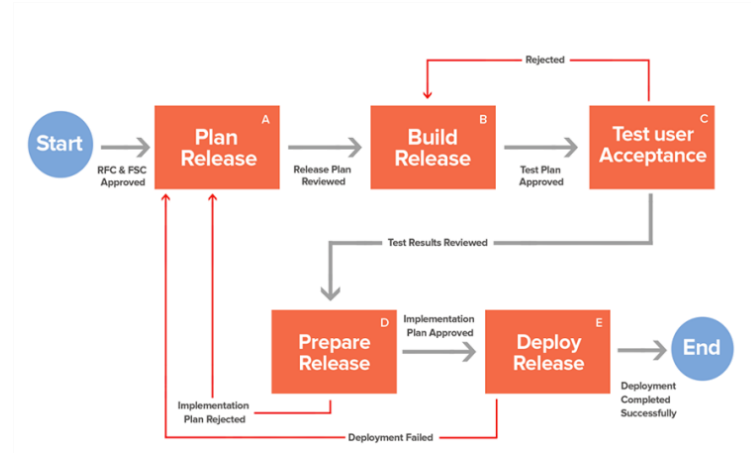 Rejected
A
Plan
Release
B
Build
Release
C
Test user
Acceptance
Start
RFC & FSC
Approved
Release Plan
Reviewed
Test Plan
Approved
Test Results Reviewed
D
Prepare
Release
Implementation
Plan Approved
E
Deploy
Release
End
Deployment
Completed
Successfully
Implementation
Plan Rejected
Deployment Failed